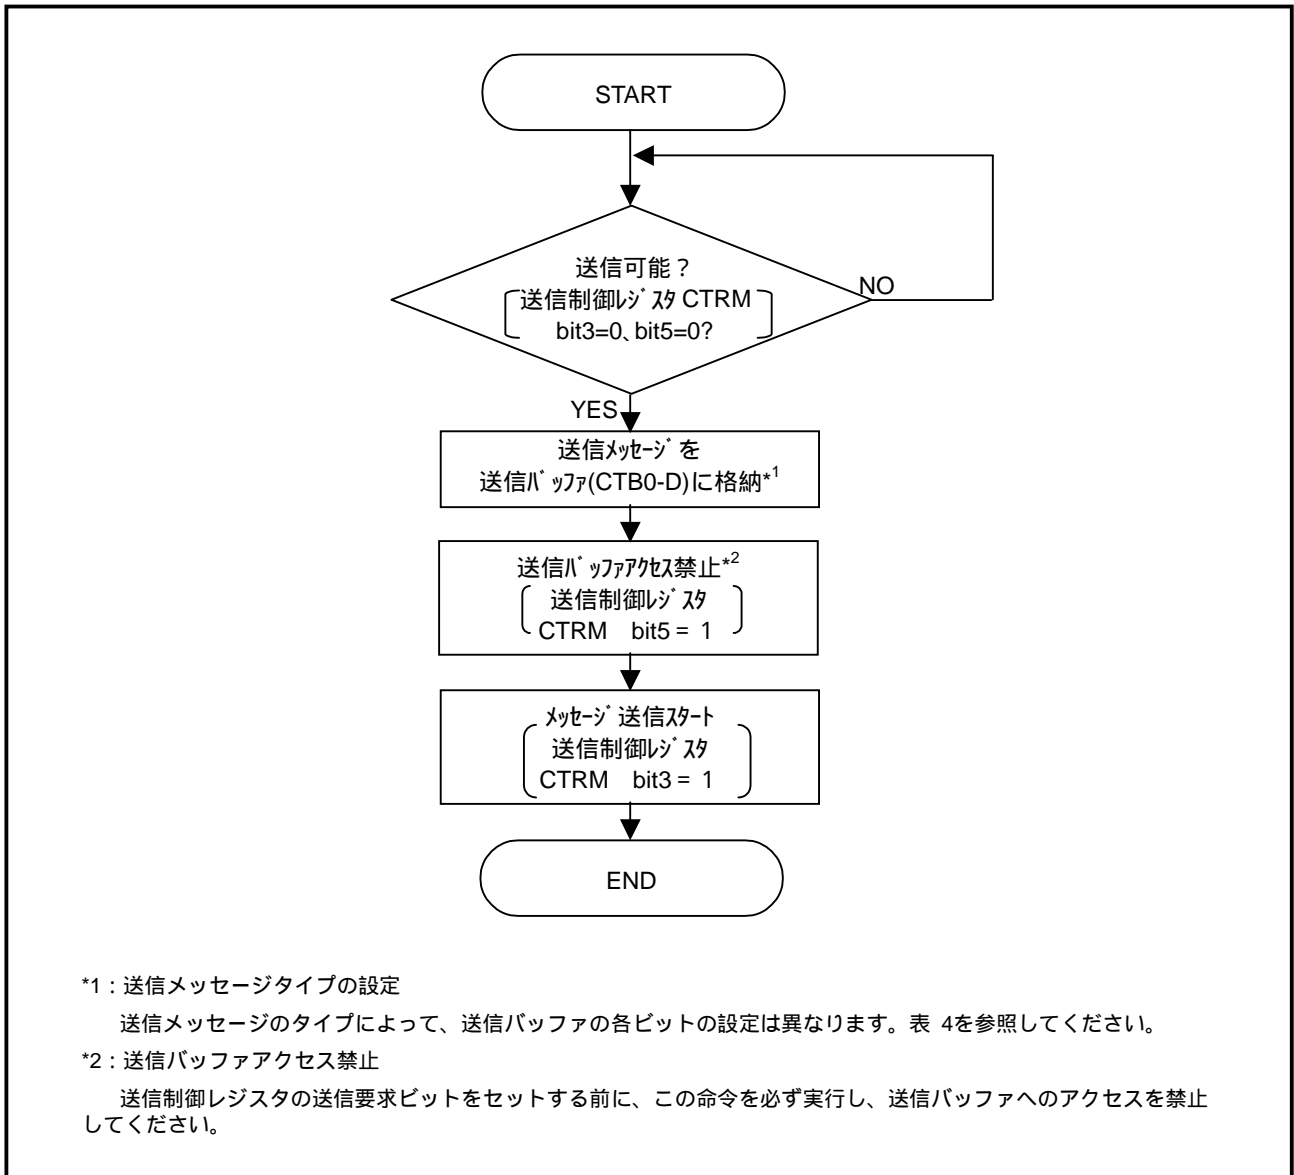 START
送信可能？
送信制御ﾚｼﾞｽﾀ CTRM
bit3=0、bit5=0?
NO
YES
送信ﾒｯｾｰｼﾞを
送信ﾊﾞｯﾌｧ(CTB0-D)に格納*1
送信ﾊﾞｯﾌｧｱｸｾｽ禁止*2
送信制御ﾚｼﾞｽﾀ
CTRM bit5 = 1
ﾒｯｾｰｼﾞ送信ｽﾀｰﾄ
送信制御ﾚｼﾞｽﾀ
CTRM bit3 = 1
END
*1：送信メッセージタイプの設定
送信メッセージのタイプによって、送信バッファの各ビットの設定は異なります。表 4を参照してください。
*2：送信バッファアクセス禁止
送信制御レジスタの送信要求ビットをセットする前に、この命令を必ず実行し、送信バッファへのアクセスを禁止
してください。